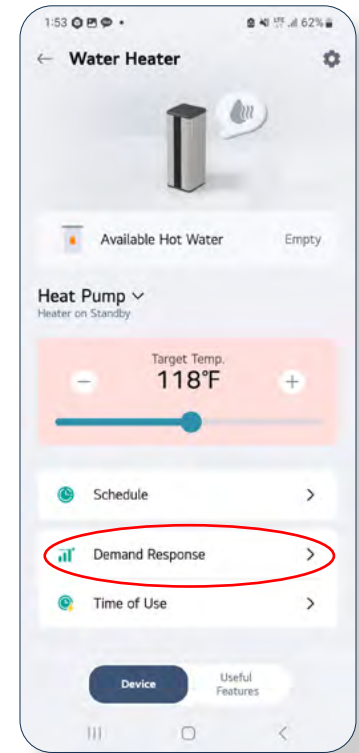 1:53
LTE 62%
Water Heater
Available Hot Water Empty
Heat Pump
Heater on Standby
Target Temp.
118°F
Schedule
Demand Response
Time of Use
Device
Useful
Features